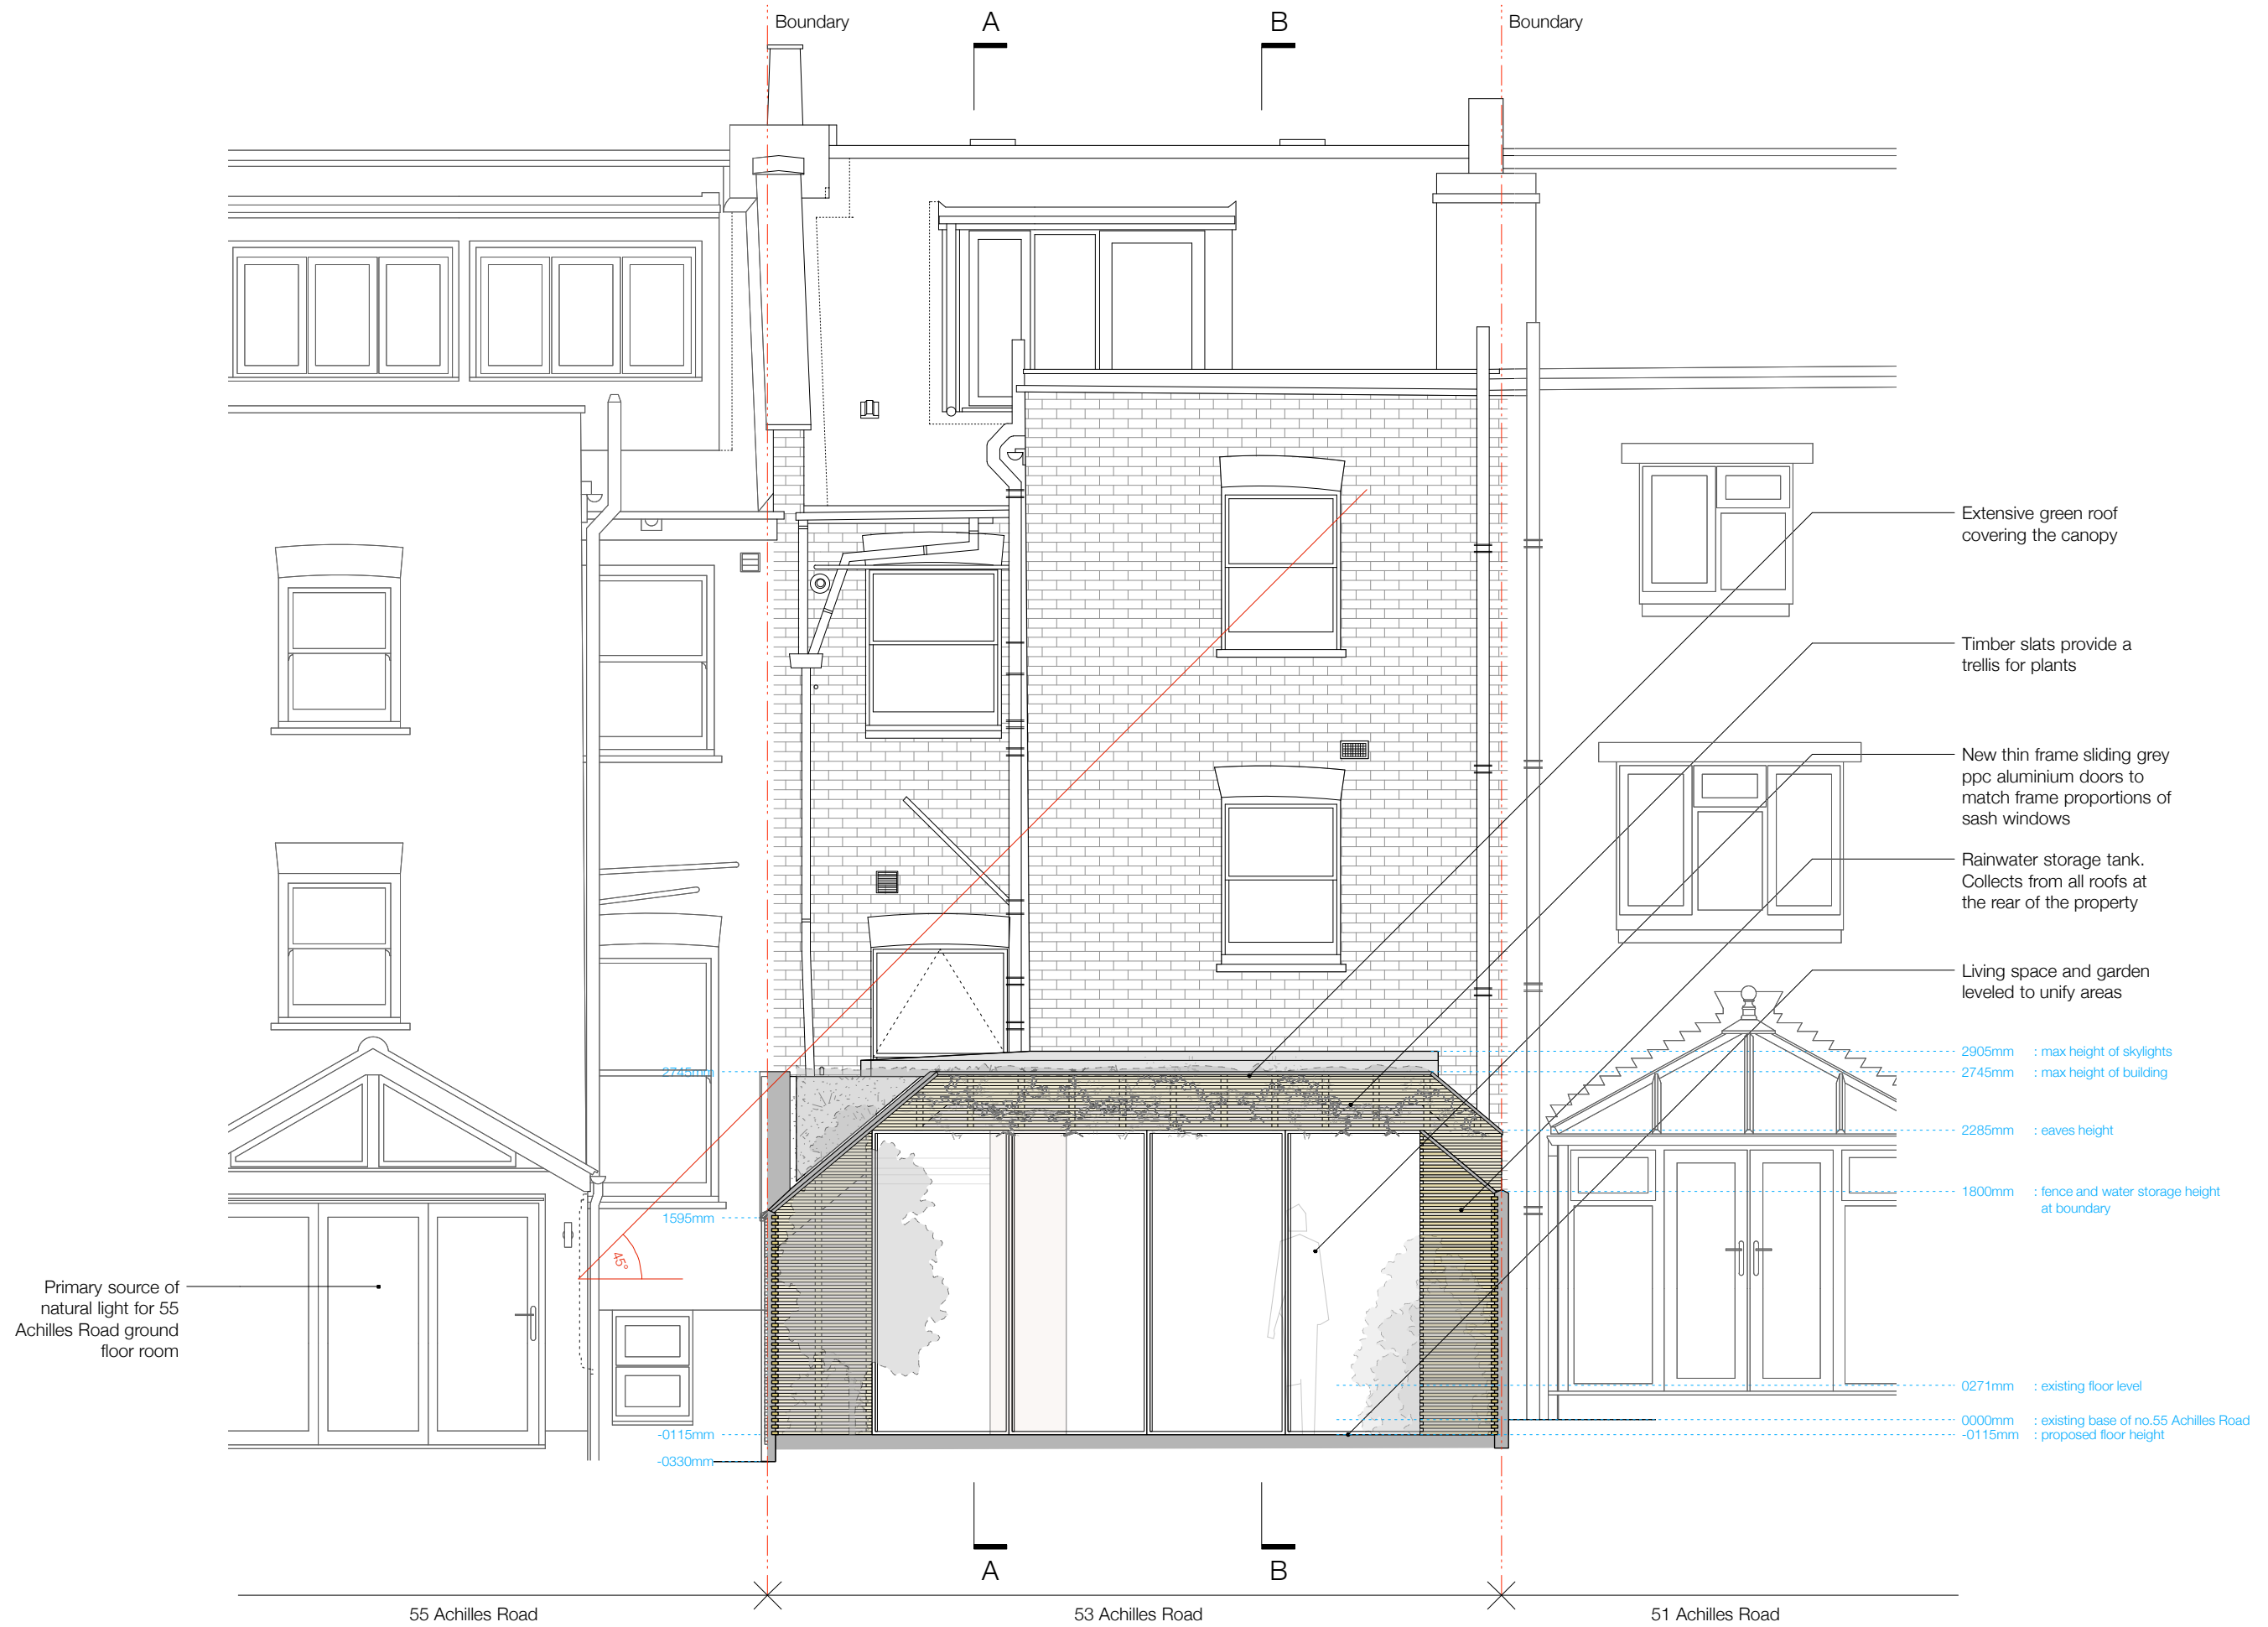 Boundary
A
B
Boundary
Extensive green roof
covering the canopy
Timber slats provide a
trellis for plants
New thin frame sliding grey
ppc aluminium doors to
match frame proportions of
sash windows
Rainwater storage tank.
Collects from all roofs at
the rear of the property
Living space and garden
leveled to unify areas
2905mm : max height of skylights
2745mm
2745mm : max height of building
2285mm : eaves height
1800mm : fence and water storage height
at boundary
1595mm
45°
Primary source of
natural light for 55
Achilles Road ground
floor room
0271mm : existing floor level
0000mm : existing base of no.55 Achilles Road
-0115mm
-0115mm : proposed floor height
-0330mm
A
B
55 Achilles Road
53 Achilles Road
51 Achilles Road